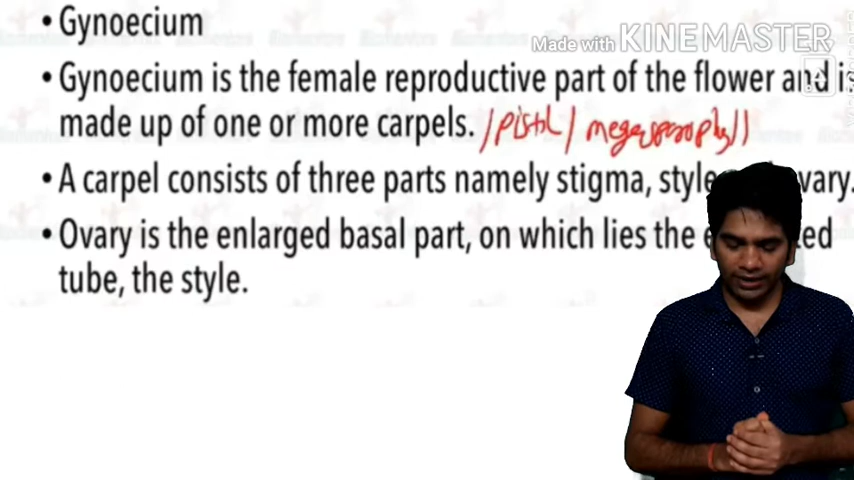 • Gynoecium
Made with KINEMASTER
• Gynoecium is the female reproductive part of the flower and is
made up of one or more carpels. / pistil / megasporophyll
• A carpel consists of three parts namely stigma, style
• Ovary is the enlarged basal part, on which lies the
tube, the style.